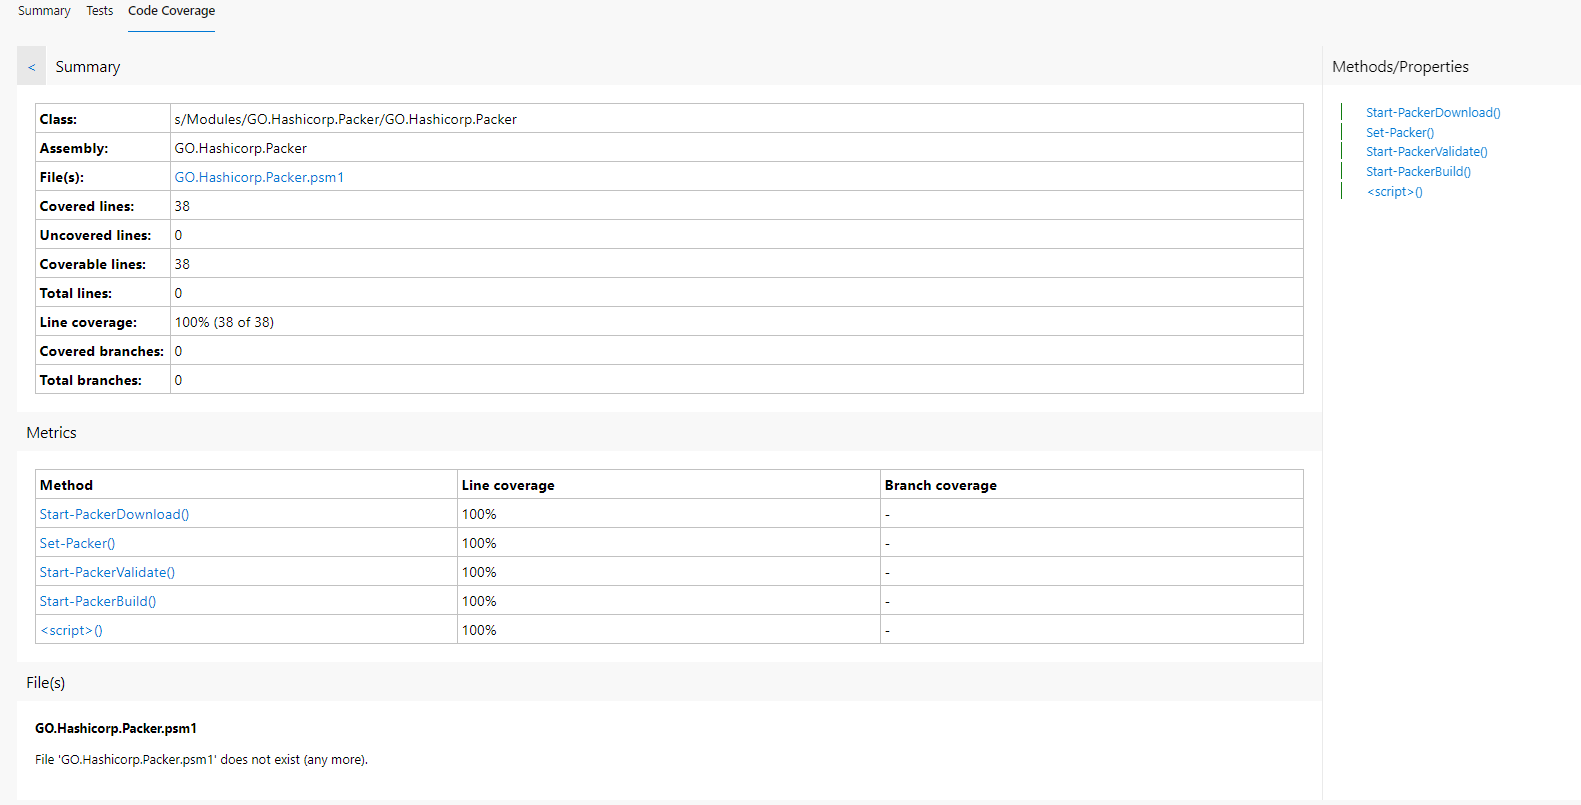 Summary Tests Code Coverage
< Summary
Class: s/Modules/GO.Hashicorp.Packer/GO.Hashicorp.Packer
Assembly: GO.Hashicorp.Packer
File(s): GO.Hashicorp.Packer.psm1
Covered lines: 38
Uncovered lines: 0
Coverable lines: 38
Total lines: 0
Line coverage: 100% (38 of 38)
Covered branches: 0
Total branches: 0
Metrics
Method Line coverage Branch coverage
Start-PackerDownload() 100% -
Set-Packer() 100% -
Start-PackerValidate() 100% -
Start-PackerBuild() 100% -
<script>() 100% -
File(s)
GO.Hashicorp.Packer.psm1
File 'GO.Hashicorp.Packer.psm1' does not exist (any more).
Methods/Properties
Start-PackerDownload()
Set-Packer()
Start-PackerValidate()
Start-PackerBuild()
<script>()